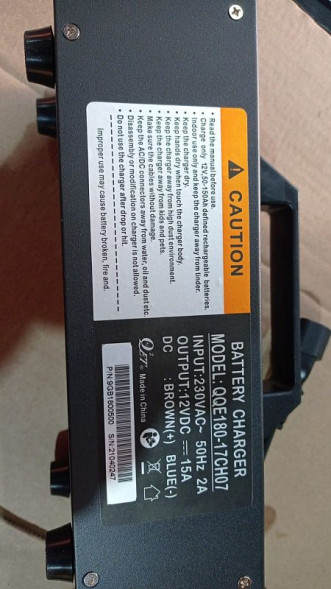 CAUTION
• Read the manual before use.
• Charge only 12V,50-150Ah defined rechargeable batteries.
• Indoor use only and keep the charger away from tinder.
• Keep the charger dry.
• Keep hands dry when touch the charger body.
• Keep the charger away from high dust environment.
• Keep the charger away from kids and pets.
• Make sure the cables without damage.
• Keep the AC/DC connectors away from water, oil and dust etc.
• Disassembly or modification on charger is not allowed.
• Do not use the charger after drop or hit.
Improper use may cause battery broken, fire and.
BATTERY CHARGER
MODEL: QQE180-17CH07
INPUT:230VAC~ 50Hz 2A
OUTPUT:12VDC ⎓ 15A
DC :BROWN(+) BLUE(-)
Made in China
P/N:9GB1800500 S/N:21040247